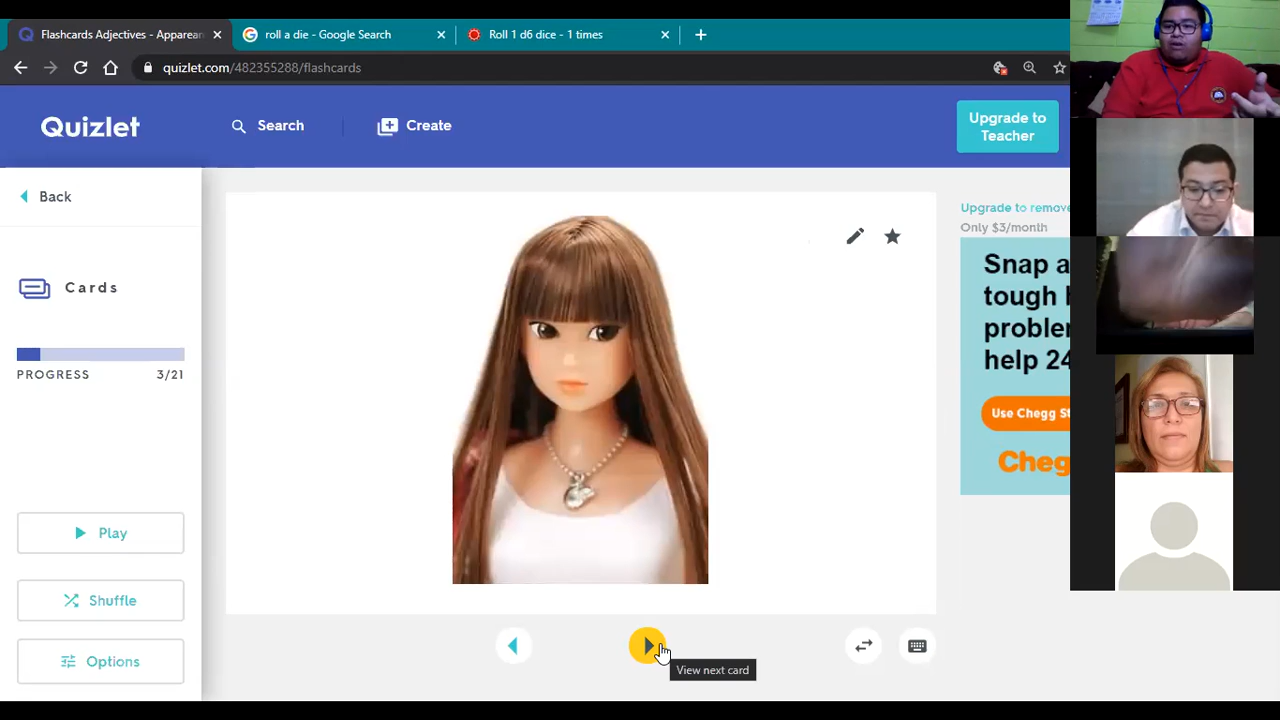 Flashcards Adjectives - Appearan
roll a die - Google Search
Roll 1 d6 dice - 1 times
quizlet.com/482355288/flashcards
Quizlet
Search
Create
Upgrade to
Teacher
Back
Cards
PROGRESS 3/21
Play
Shuffle
Options
View next card
Upgrade to remove
Only $3/month
Snap a
tough h
problem
help 24
Use Chegg St
Chegg